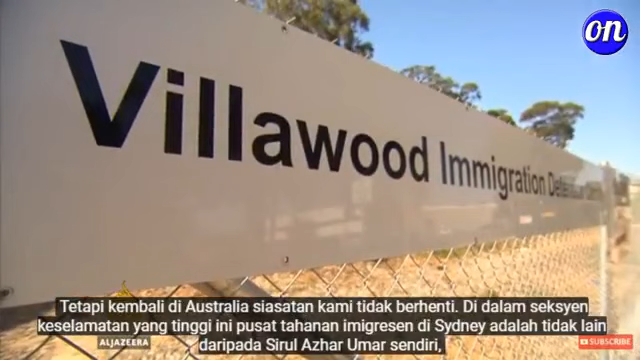 on
Villawood Immigration
Tetapi kembali di Australia siasatan kami tidak berhenti. Di dalam seksyen
keselamatan yang tinggi ini pusat tahanan imigresen di Sydney adalah tidak lain
daripada Sirul Azhar Umar sendiri,
ALJAZEERA
SUBSCRIBE